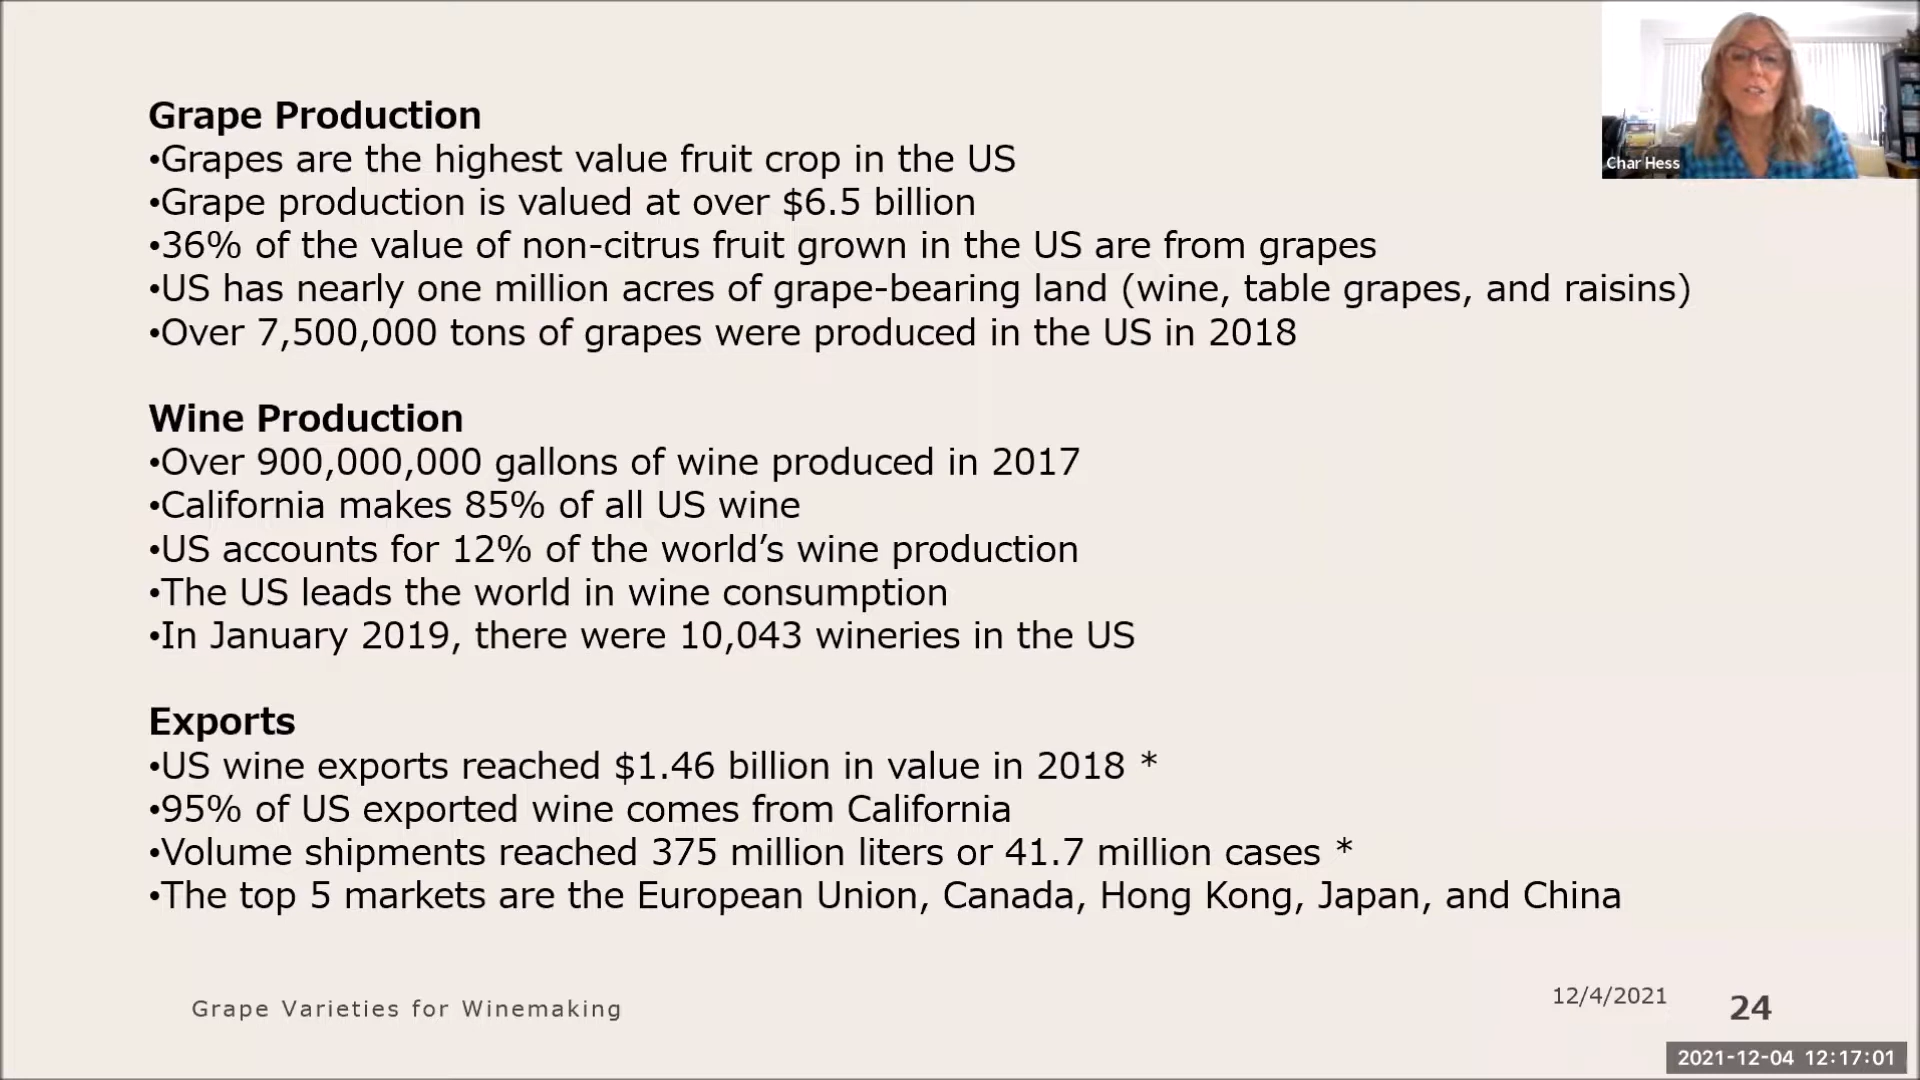 Grape Production
•Grapes are the highest value fruit crop in the US
•Grape production is valued at over $6.5 billion
•36% of the value of non-citrus fruit grown in the US are from grapes
•US has nearly one million acres of grape-bearing land (wine, table grapes, and raisins)
•Over 7,500,000 tons of grapes were produced in the US in 2018
Wine Production
•Over 900,000,000 gallons of wine produced in 2017
•California makes 85% of all US wine
•US accounts for 12% of the world’s wine production
•The US leads the world in wine consumption
•In January 2019, there were 10,043 wineries in the US
Exports
•US wine exports reached $1.46 billion in value in 2018 *
•95% of US exported wine comes from California
•Volume shipments reached 375 million liters or 41.7 million cases *
•The top 5 markets are the European Union, Canada, Hong Kong, Japan, and China
Char Hess
Grape Varieties for Winemaking
12/4/2021
24
2021-12-04 12:17:01